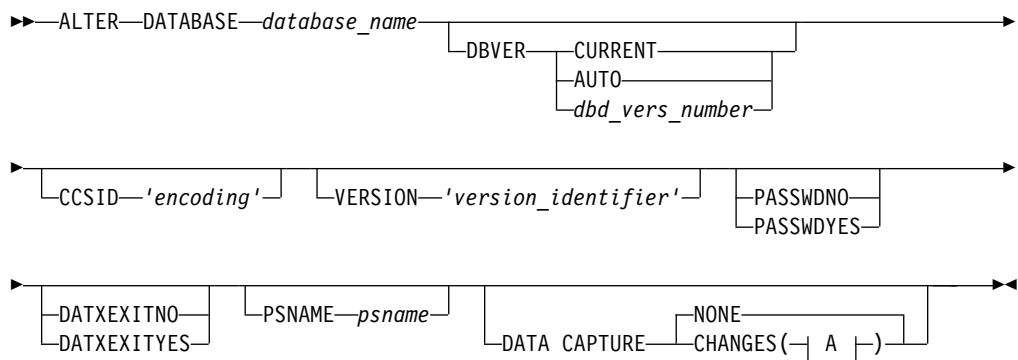 ALTER DATABASE database_name
DBVER CURRENT
AUTO
dbd_vers_number
CCSID 'encoding' VERSION 'version_identifier' PASSWDNO
PASSWDYES
DATXEXITNO PSNAME psname NONE
DATXEXITYES DATA CAPTURE CHANGES( A )